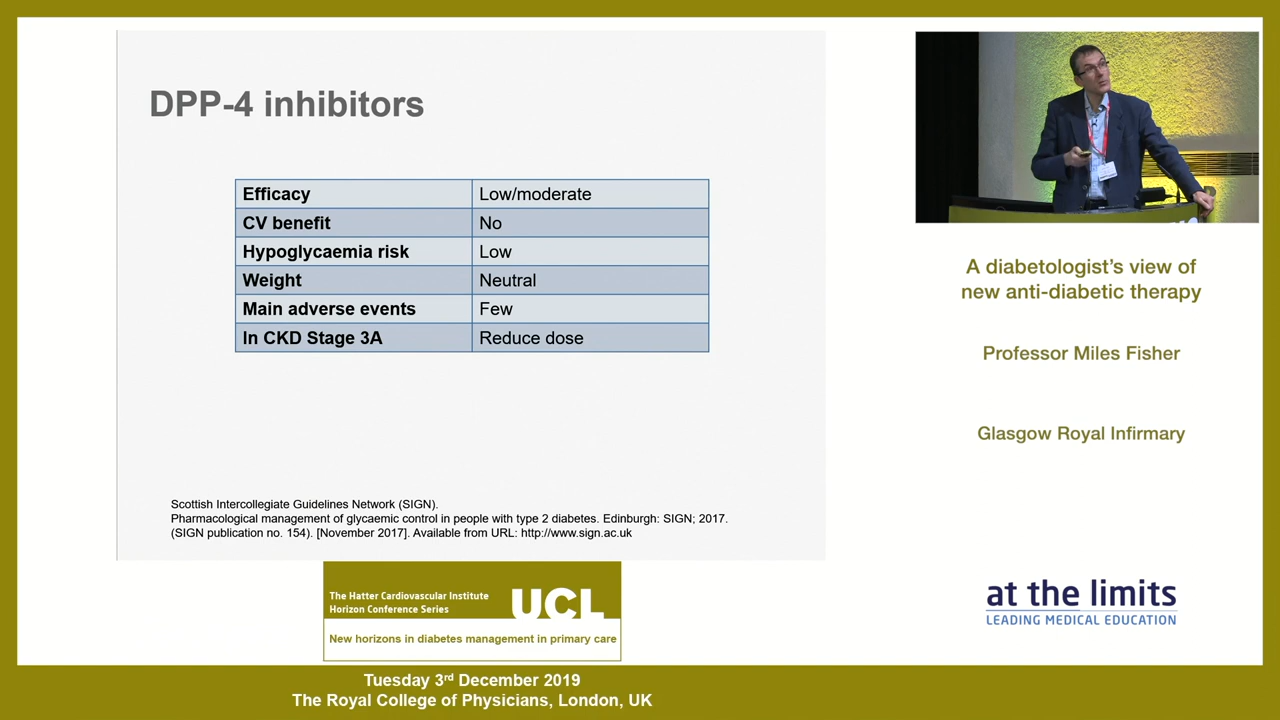 DPP-4 inhibitors
Efficacy Low/moderate
CV benefit No
Hypoglycaemia risk Low
Weight Neutral
Main adverse events Few
In CKD Stage 3A Reduce dose
Scottish Intercollegiate Guidelines Network (SIGN).
Pharmacological management of glycaemic control in people with type 2 diabetes. Edinburgh: SIGN; 2017.
(SIGN publication no. 154). [November 2017]. Available from URL: http://www.sign.ac.uk
A diabetologist’s view of
new anti-diabetic therapy
Professor Miles Fisher
Glasgow Royal Infirmary
at the limits
LEADING MEDICAL EDUCATION
The Hatter Cardiovascular Institute
Horizon Conference Series
UCL
New horizons in diabetes management in primary care
Tuesday 3rd December 2019
The Royal College of Physicians, London, UK